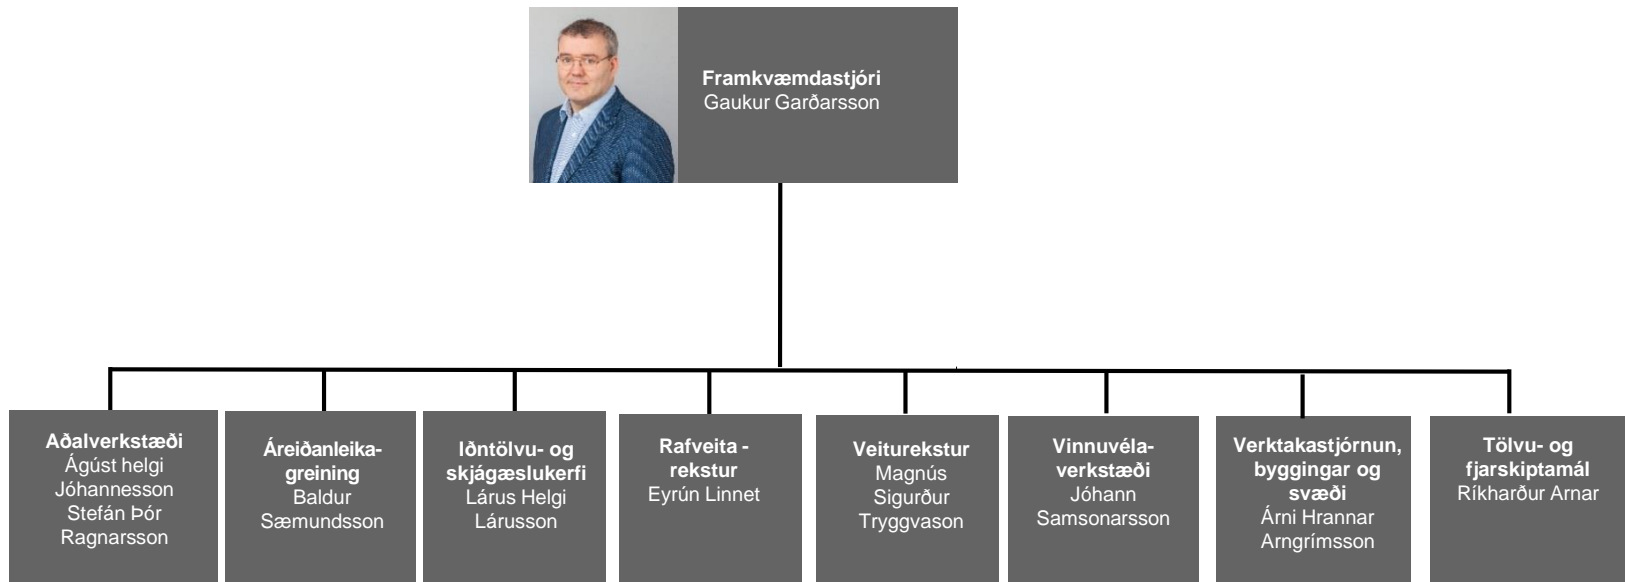 Framkvæmdastjóri
Gaukur Garðarsson
Aðalverkstæði
Ágúst helgi
Jóhannesson
Stefán Þór
Ragnarsson
Áreiðanleika-
greining
Baldur
Sæmundsson
Iðntölvu- og
skjágæslukerfi
Lárus Helgi
Lárusson
Rafveita -
rekstur
Eyrún Linnet
Veiturekstur
Magnús
Sigurður
Tryggvason
Vinnuvéla-
verkstæði
Jóhann
Samsonarsson
Verktakastjórnun,
byggingar og
svæði
Árni Hrannar
Arngrímsson
Tölvu- og
fjarskiptamál
Ríkharður Arnar